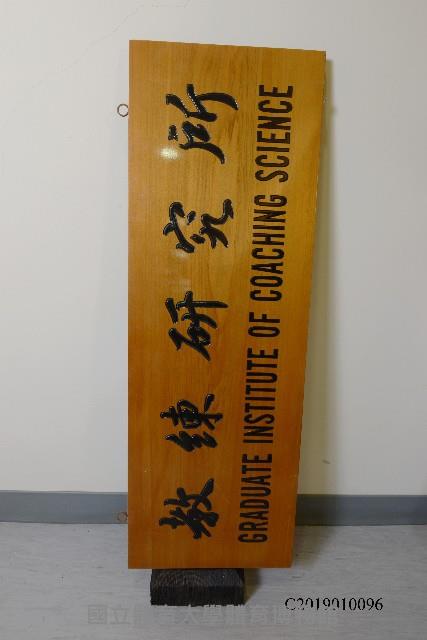 教練研究所
GRADUATE INSTITUTE OF COACHING SCIENCE
C2019010096